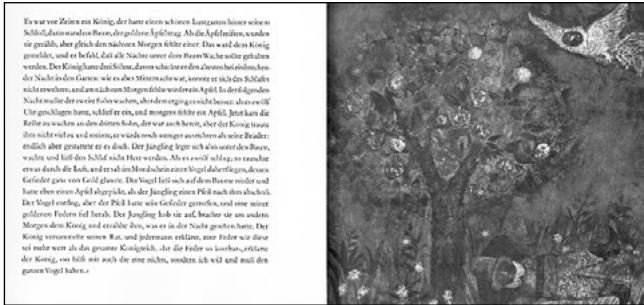 Es war vor Zeiten ein König, der hatte einen schönen Lustgarten hinter seinem
Schloß, darin stand ein Baum, der goldene Äpfel trug. Als die Äpfel reiften, wurden
sie gezählt, aber gleich den nächsten Morgen fehlte einer. Das ward dem König
gemeldet, und er befahl, daß alle Nächte unter dem Baum Wache sollte gehalten
werden. Der König hatte drei Söhne, davon schickte er den ältesten bei einbrechen-
der Nacht in den Garten: wie es aber Mitternacht war, konnte er sich des Schlafes
nicht erwehren, und am nächsten Morgen fehlte wieder ein Apfel. In der folgenden
Nacht mußte der zweite Sohn wachen, aber dem erging es nicht besser: als es zwölf
Uhr geschlagen hatte, schlief er ein, und morgens fehlte ein Apfel. Jetzt kam die
Reihe zu wachen an den dritten Sohn, der war auch bereit, aber der König traute
ihm nicht viel zu und meinte, er würde noch weniger ausrichten als seine Brüder:
endlich aber gestattete er es doch. Der Jüngling legte sich also unter den Baum,
wachte und ließ den Schlaf nicht Herr werden. Als es zwölf schlug, so rauschte
etwas durch die Luft, und er sah im Mondschein einen Vogel daherfliegen, dessen
Gefieder ganz von Gold glänzte. Der Vogel ließ sich auf dem Baume nieder und
hatte eben einen Apfel abgepickt, als der Jüngling einen Pfeil nach ihm abschoß.
Der Vogel entflog, aber der Pfeil hatte sein Gefieder getroffen, und eine seiner
goldenen Federn fiel herab. Der Jüngling hob sie auf, brachte sie am andern
Morgen dem König und erzählte ihm, was er in der Nacht gesehen hatte. Der
König versammelte seinen Rat, und jedermann erklärte, eine Feder wie diese
sei mehr wert als das gesamte Königreich. »Ist die Feder so kostbar«, erklärte
der König, »so hilft mir auch die eine nichts, sondern ich will und muß den
ganzen Vogel haben.«